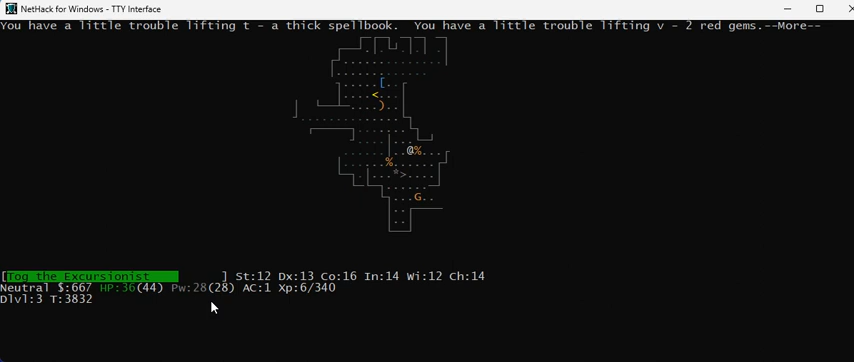 NetHack for Windows - TTY Interface
You have a little trouble lifting t - a thick spellbook.  You have a little trouble lifting v - 2 red gems.--More--
[Tog the Excursionist          ] St:12 Dx:13 Co:16 In:14 Wi:12 Ch:14
Neutral $:667 HP:36(44) Pw:28(28) AC:1 Xp:6/340
Dlvl:3 T:3832